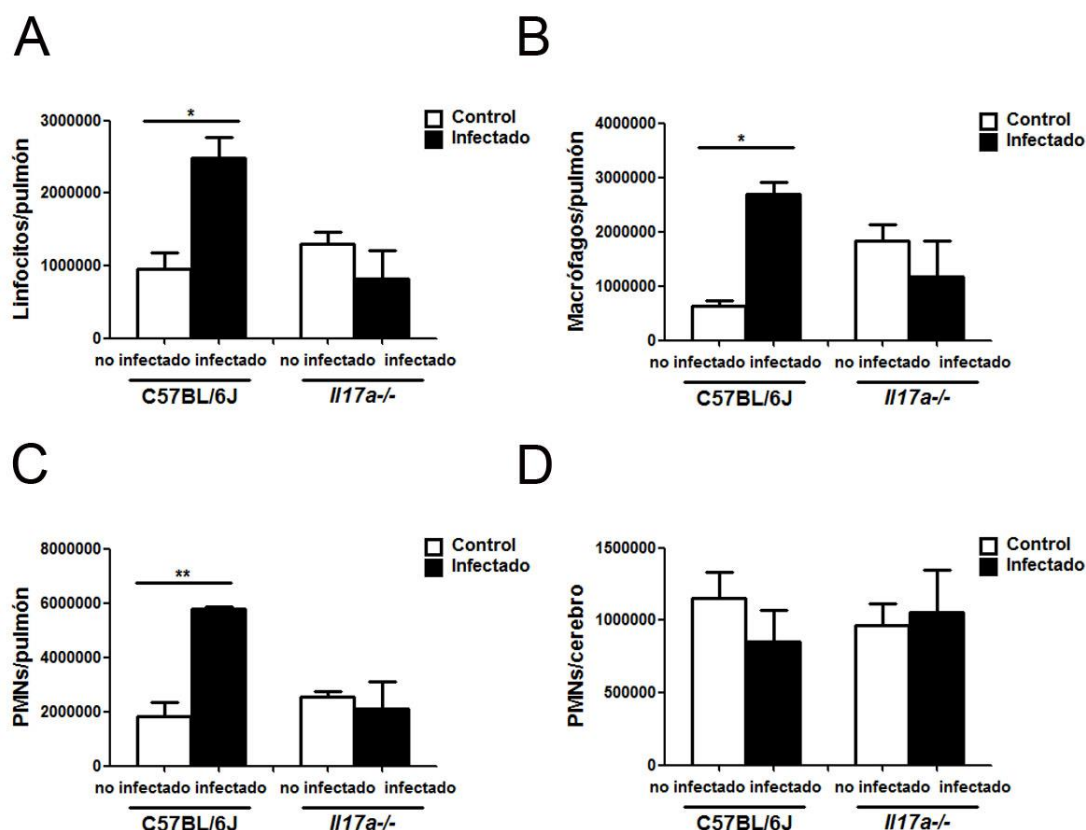 A
Linfocitos/pulmón
3000000
2000000
1000000
0
*
Control
Infectado
no infectado infectado no infectado infectado
C57BL/6J Il17a-/-
B
Macrófagos/pulmón
4000000
3000000
2000000
1000000
0
*
Control
Infectado
no infectado infectado no infectado infectado
C57BL/6J Il17a-/-
C
PMNs/pulmón
8000000
6000000
4000000
2000000
0
**
Control
Infectado
no infectado infectado no infectado infectado
C57BL/6J Il17a-/-
D
PMNs/cerebro
1500000
1000000
500000
0
Control
Infectado
no infectado infectado no infectado infectado
C57BL/6J Il17a-/-